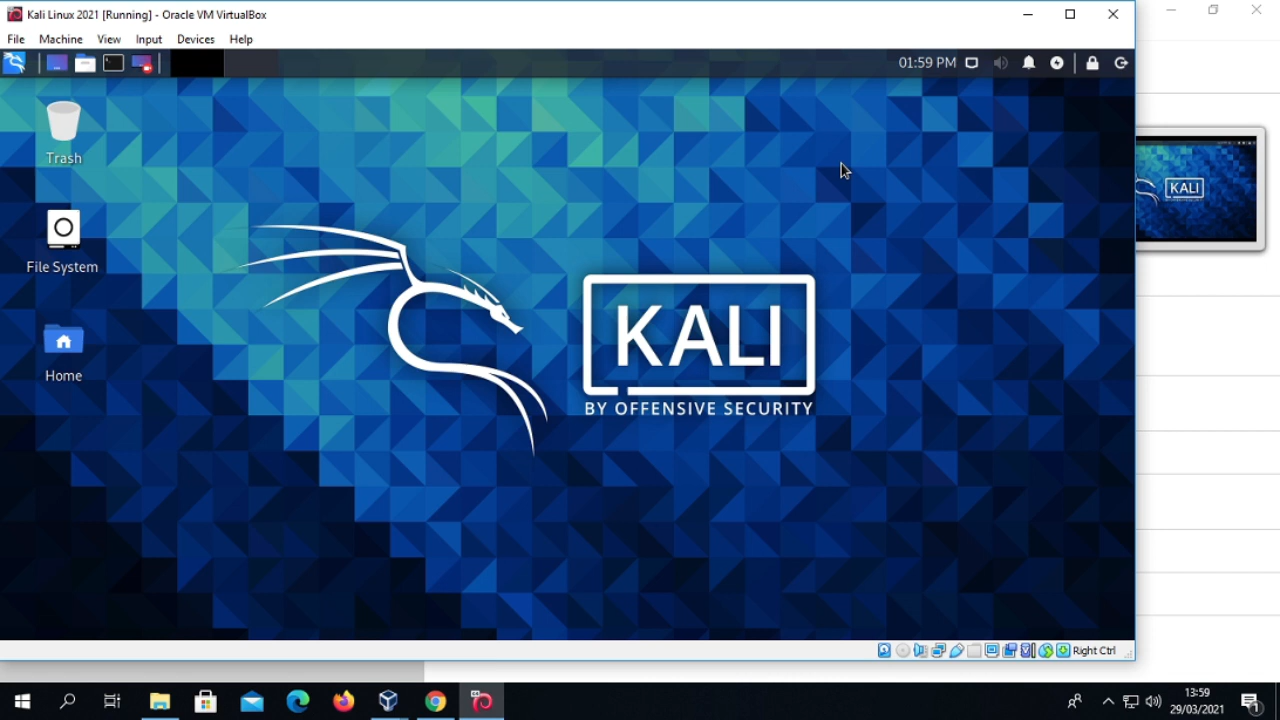 Kali Linux 2021 [Running] - Oracle VM VirtualBox
File Machine View Input Devices Help
01:59 PM
Trash
File System
Home
KALI
BY OFFENSIVE SECURITY
KALI
Right Ctrl
13:59
29/03/2021
1